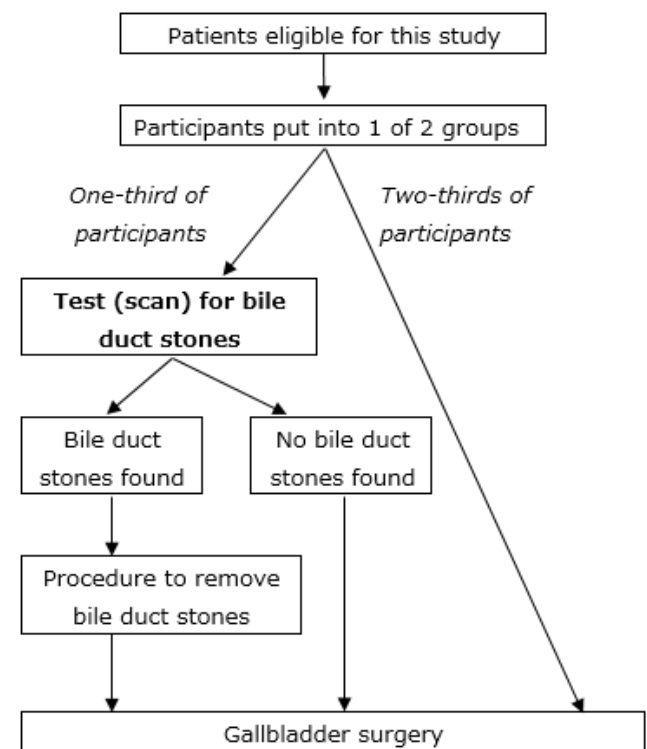 Patients eligible for this study
Participants put into 1 of 2 groups
One-third of
participants
Two-thirds of
participants
Test (scan) for bile
duct stones
Bile duct
stones found
No bile duct
stones found
Procedure to remove
bile duct stones
Gallbladder surgery